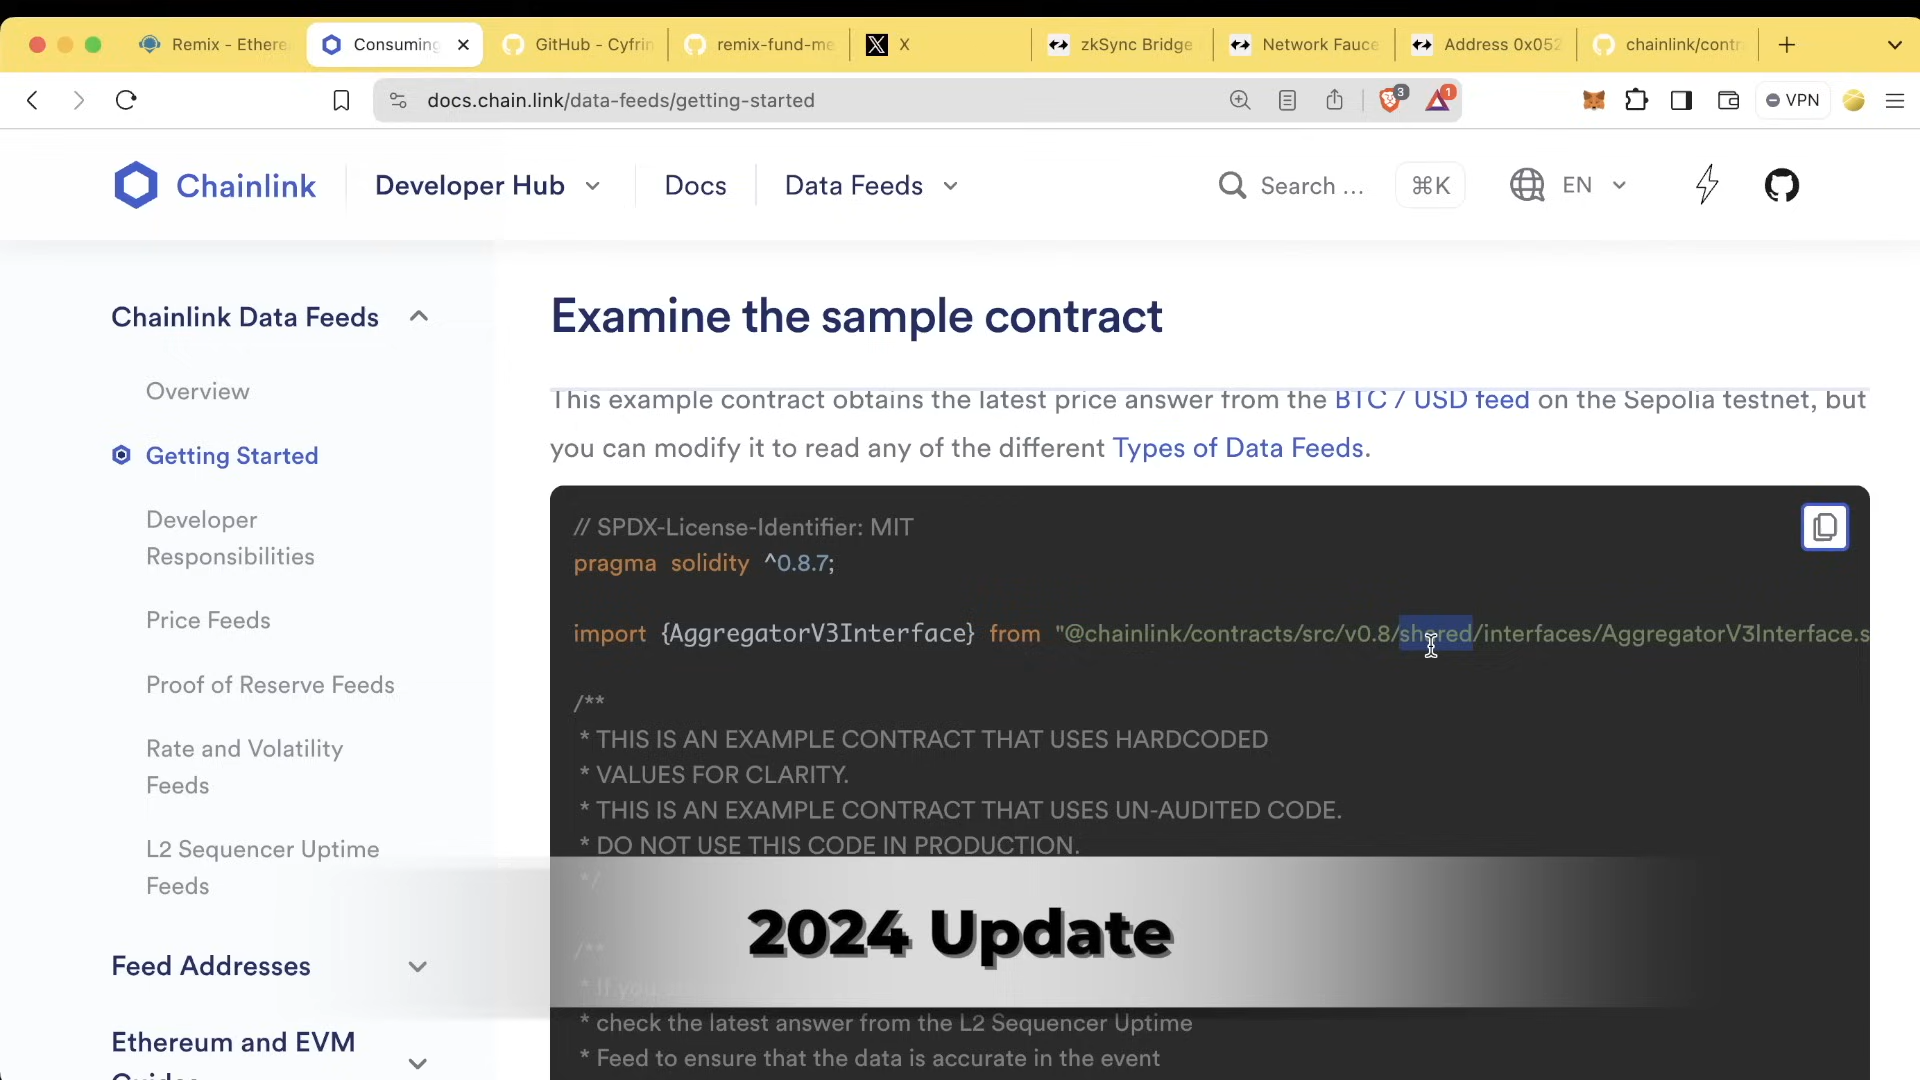 Remix - Ethere
Consuming
GitHub - Cyfrin
remix-fund-me
X
zkSync Bridge
Network Fauce
Address 0x052
chainlink/contr
docs.chain.link/data-feeds/getting-started
3
1
VPN
Chainlink
Developer Hub
Docs
Data Feeds
Search ...
⌘K
EN
Chainlink Data Feeds
Overview
Getting Started
Developer
Responsibilities
Price Feeds
Proof of Reserve Feeds
Rate and Volatility
Feeds
L2 Sequencer Uptime
Feeds
Feed Addresses
Ethereum and EVM
Guides
Examine the sample contract
This example contract obtains the latest price answer from the BTC / USD feed on the Sepolia testnet, but
you can modify it to read any of the different Types of Data Feeds.
// SPDX-License-Identifier: MIT
pragma solidity ^0.8.7;
import {AggregatorV3Interface} from "@chainlink/contracts/src/v0.8/shared/interfaces/AggregatorV3Interface.s
/**
* THIS IS AN EXAMPLE CONTRACT THAT USES HARDCODED
* VALUES FOR CLARITY.
* THIS IS AN EXAMPLE CONTRACT THAT USES UN-AUDITED CODE.
* DO NOT USE THIS CODE IN PRODUCTION.
*/
2024 Update
/**
* If you
* check the latest answer from the L2 Sequencer Uptime
* Feed to ensure that the data is accurate in the event